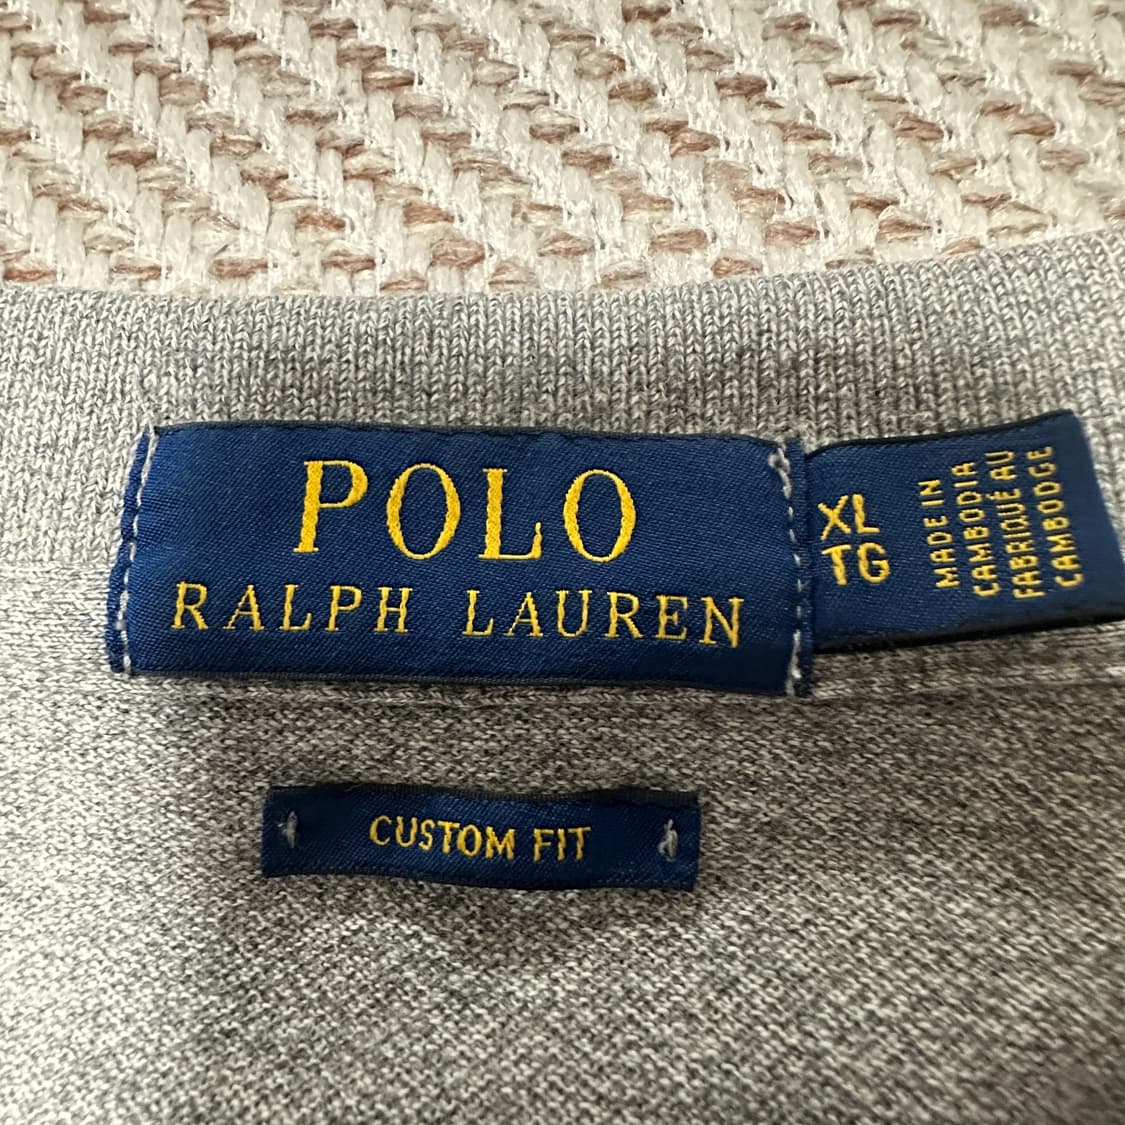 POLO
RALPH LAUREN
XL
TG
MADE IN
CAMBODIA
FABRIQUÉ AU
CAMBODGE
CUSTOM FIT